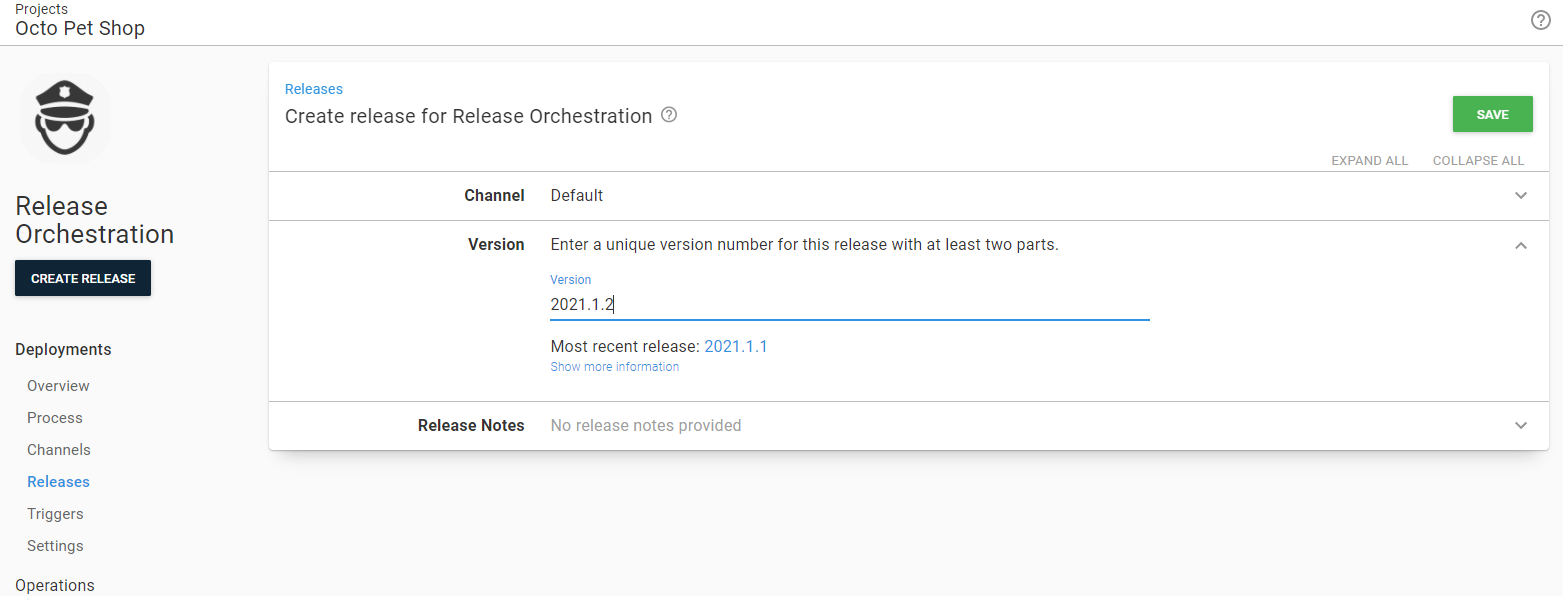 Projects
Octo Pet Shop
Release
Orchestration
CREATE RELEASE
Deployments
Overview
Process
Channels
Releases
Triggers
Settings
Operations
Releases
Create release for Release Orchestration
SAVE
EXPAND ALL COLLAPSE ALL
Channel Default
Version Enter a unique version number for this release with at least two parts.
Version
2021.1.2
Most recent release: 2021.1.1
Show more information
Release Notes No release notes provided